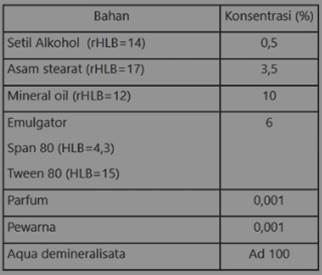 Bahan Konsentrasi (%)
Setil Alkohol (rHLB=14) 0,5
Asam stearat (rHLB=17) 3,5
Mineral oil (rHLB=12) 10
Emulgator 6
Span 80 (HLB=4,3)
Tween 80 (HLB=15)
Parfum 0,001
Pewarna 0,001
Aqua demineralisata Ad 100